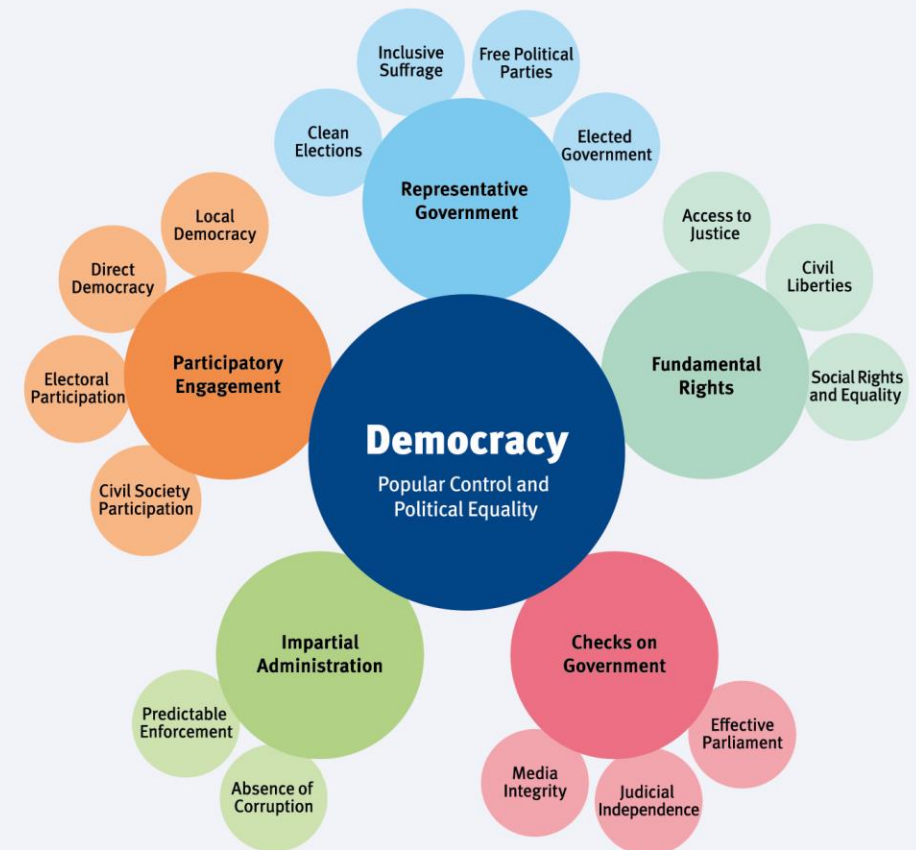 Inclusive
Suffrage
Free Political
Parties
Clean
Elections
Elected
Government
Representative
Government
Local
Democracy
Direct
Democracy
Electoral
Participation
Civil Society
Participation
Participatory
Engagement
Access to
Justice
Civil
Liberties
Social Rights
and Equality
Fundamental
Rights
Democracy
Popular Control and
Political Equality
Impartial
Administration
Predictable
Enforcement
Absence of
Corruption
Checks on
Government
Effective
Parliament
Media
Integrity
Judicial
Independence